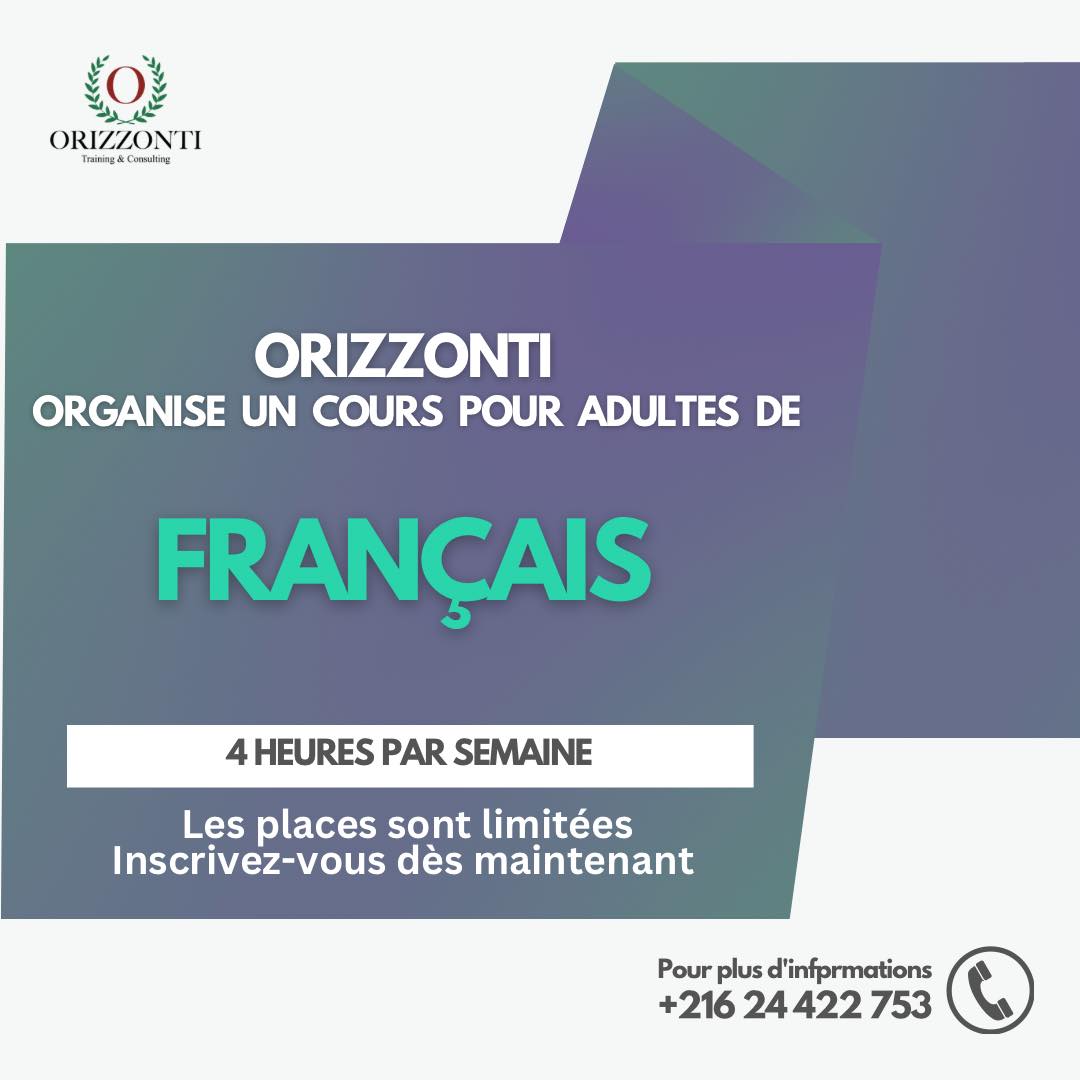 O
ORIZZONTI
Training & Consulting
ORIZZONTI
ORGANISE UN COURS POUR ADULTES DE
FRANÇAIS
4 HEURES PAR SEMAINE
Les places sont limitées
Inscrivez-vous dès maintenant
Pour plus d'infprmations
+216 24 422 753